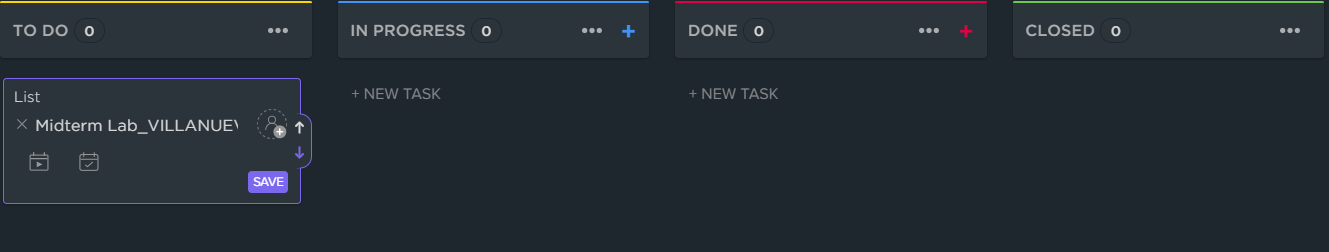 TO DO 0 •••
IN PROGRESS 0 ••• +
DONE 0 ••• +
CLOSED 0 •••
List
Midterm Lab_VILLANUE
SAVE
+ NEW TASK
+ NEW TASK